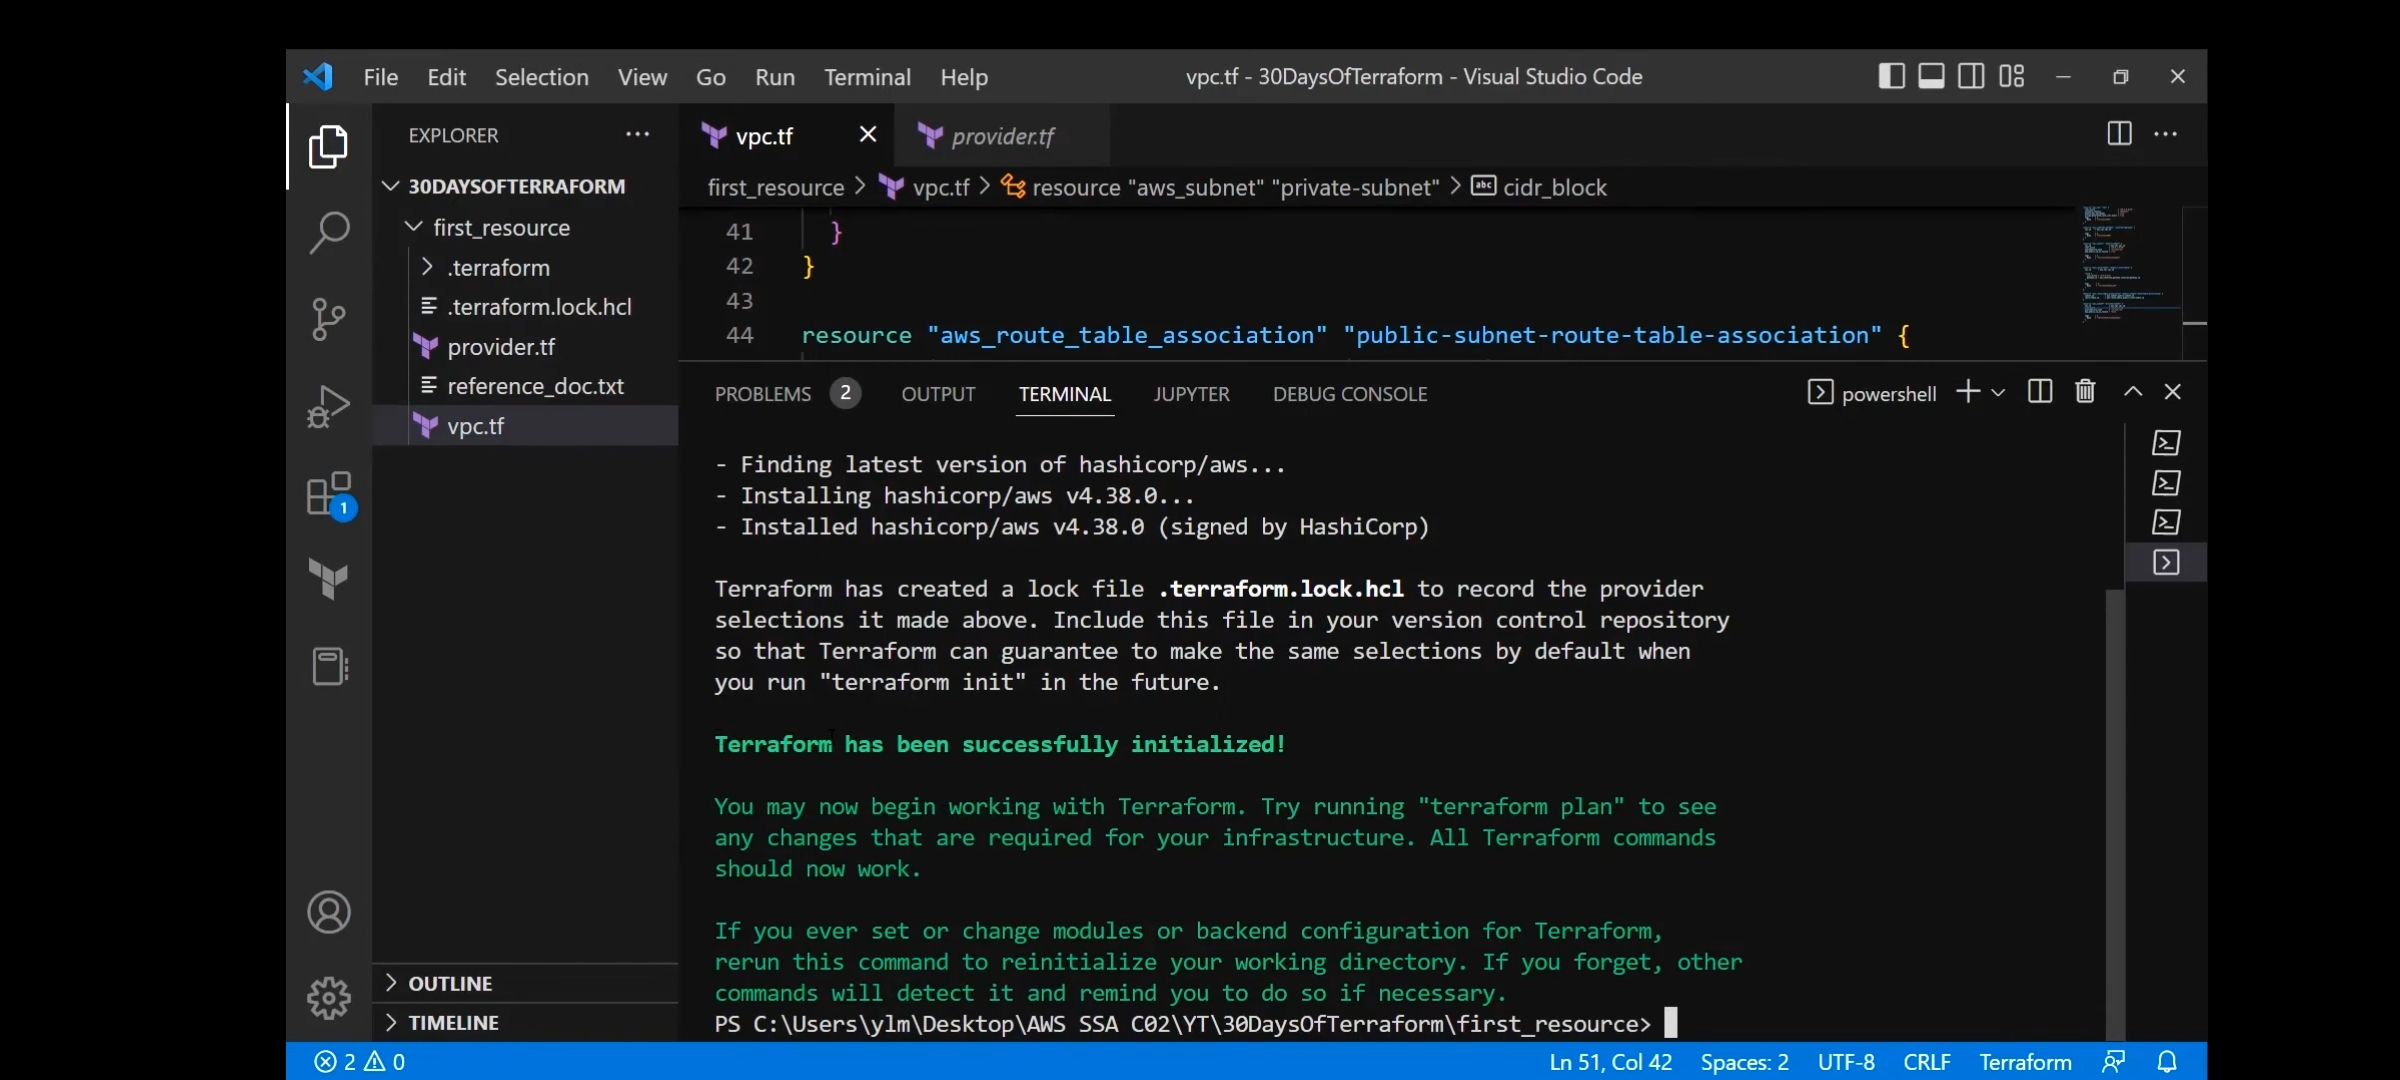 File Edit Selection View Go Run Terminal Help vpc.tf - 30DaysOfTerraform - Visual Studio Code
EXPLORER
vpc.tf provider.tf
30DAYSOFTERRAFORM
first_resource > vpc.tf > resource "aws_subnet" "private-subnet" > cidr_block
first_resource
.terraform
.terraform.lock.hcl
provider.tf
reference_doc.txt
vpc.tf
41 }
42 }
43
44 resource "aws_route_table_association" "public-subnet-route-table-association" {
PROBLEMS 2 OUTPUT TERMINAL JUPYTER DEBUG CONSOLE powershell
- Finding latest version of hashicorp/aws...
- Installing hashicorp/aws v4.38.0...
- Installed hashicorp/aws v4.38.0 (signed by HashiCorp)
Terraform has created a lock file .terraform.lock.hcl to record the provider
selections it made above. Include this file in your version control repository
so that Terraform can guarantee to make the same selections by default when
you run "terraform init" in the future.
Terraform has been successfully initialized!
You may now begin working with Terraform. Try running "terraform plan" to see
any changes that are required for your infrastructure. All Terraform commands
should now work.
If you ever set or change modules or backend configuration for Terraform,
rerun this command to reinitialize your working directory. If you forget, other
commands will detect it and remind you to do so if necessary.
PS C:\Users\ylm\Desktop\AWS SSA C02\YT\30DaysOfTerraform\first_resource>
1
OUTLINE
TIMELINE
2 0 Ln 51, Col 42 Spaces: 2 UTF-8 CRLF Terraform